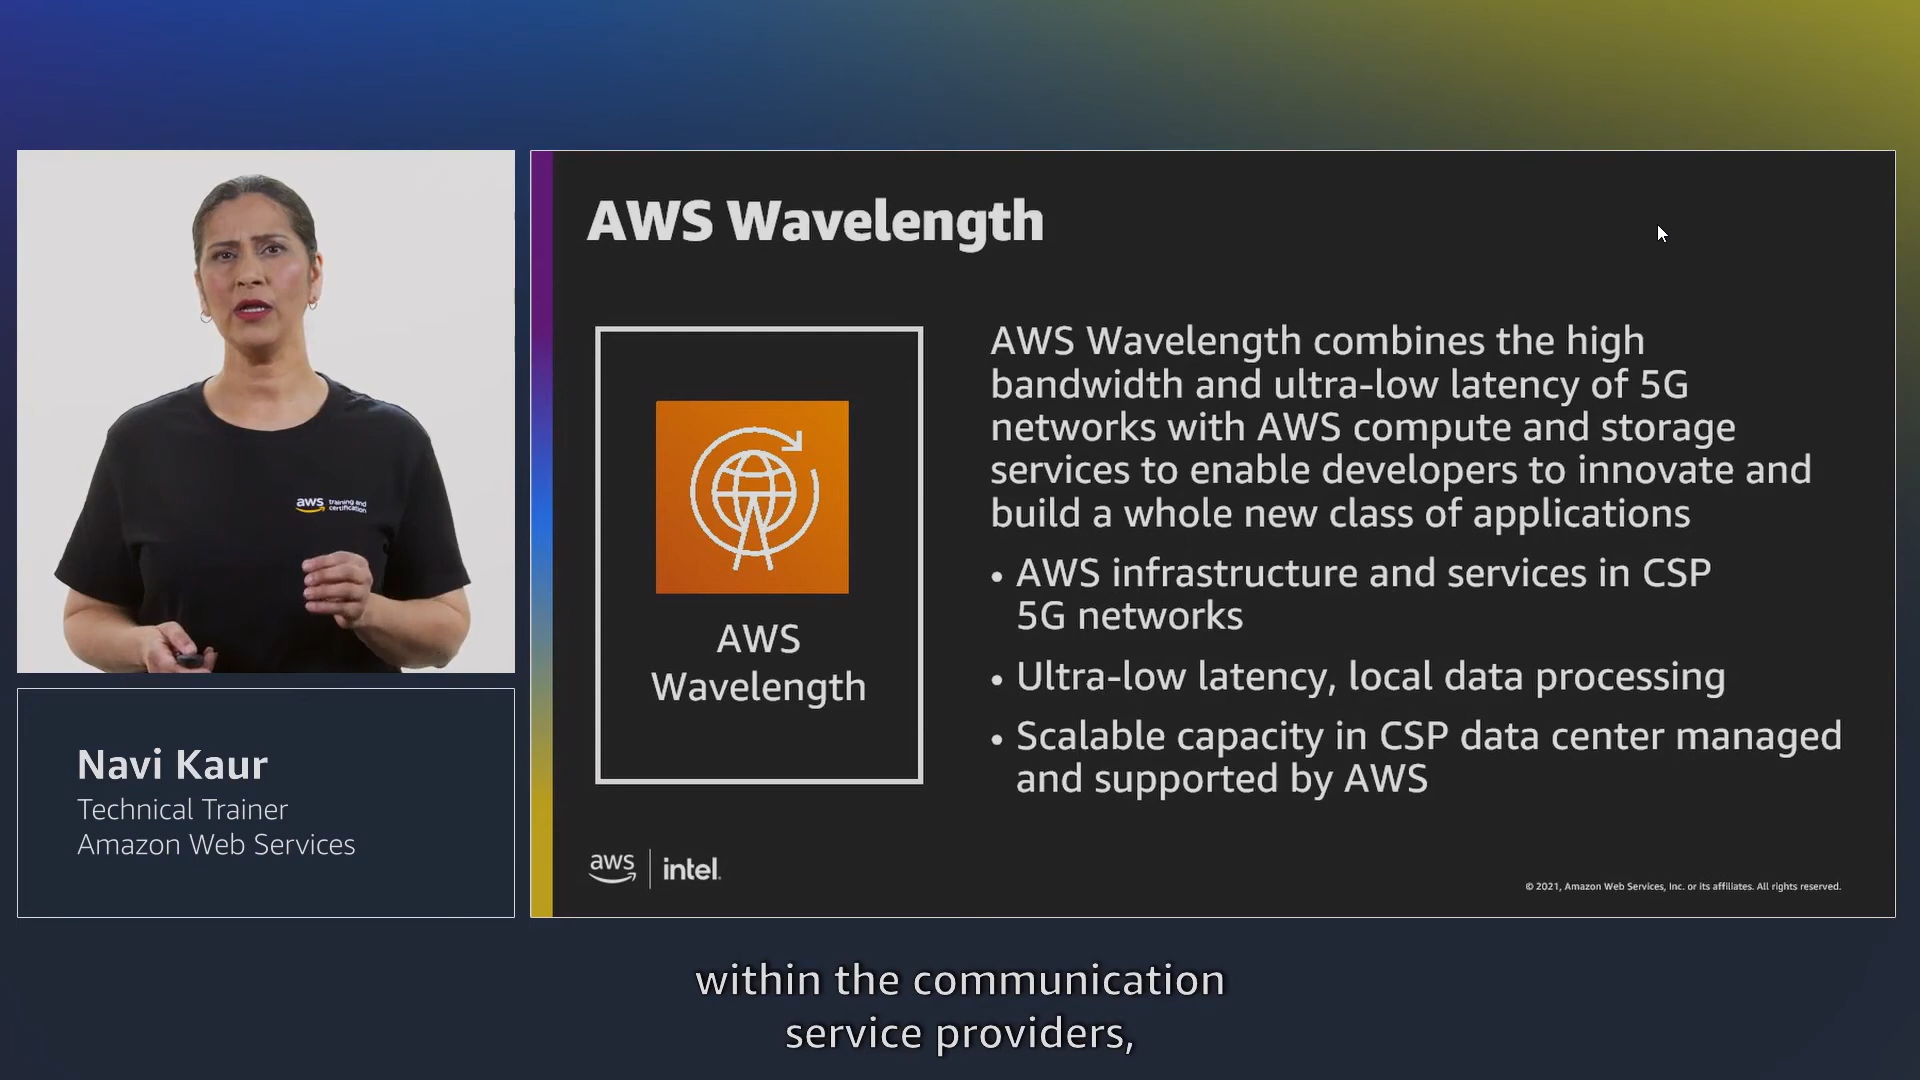 aws training and
certification
Navi Kaur
Technical Trainer
Amazon Web Services
AWS Wavelength
AWS
Wavelength
AWS Wavelength combines the high
bandwidth and ultra-low latency of 5G
networks with AWS compute and storage
services to enable developers to innovate and
build a whole new class of applications
• AWS infrastructure and services in CSP
5G networks
• Ultra-low latency, local data processing
• Scalable capacity in CSP data center managed
and supported by AWS
aws intel.
© 2021, Amazon Web Services, Inc. or its affiliates. All rights reserved.
within the communication
service providers,